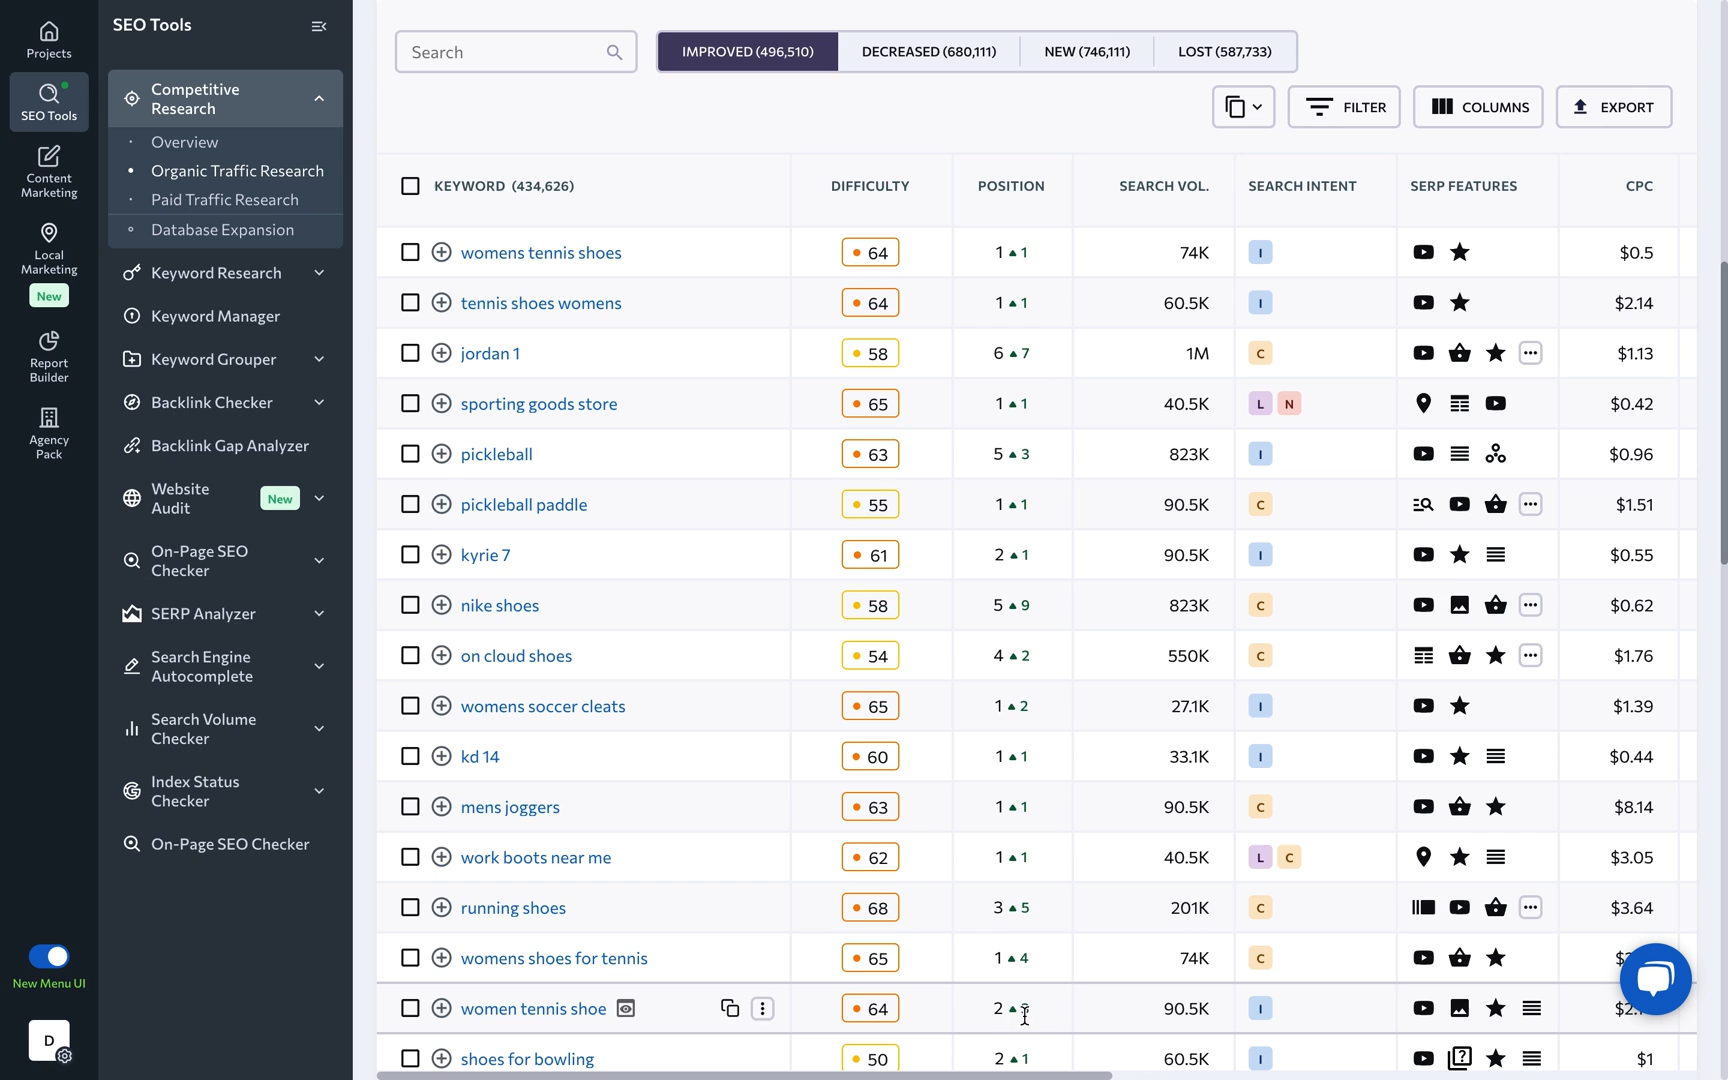 Projects
SEO Tools
Content
Marketing
Local
Marketing
New
Report
Builder
Agency
Pack
New Menu UI
D
SEO Tools
Competitive
Research
Overview
Organic Traffic Research
Paid Traffic Research
Database Expansion
Keyword Research
Keyword Manager
Keyword Grouper
Backlink Checker
Backlink Gap Analyzer
Website
Audit
New
On-Page SEO
Checker
SERP Analyzer
Search Engine
Autocomplete
Search Volume
Checker
Index Status
Checker
On-Page SEO Checker
Search
IMPROVED (496,510) DECREASED (680,111) NEW (746,111) LOST (587,733)
FILTER COLUMNS EXPORT
KEYWORD (434,626) DIFFICULTY POSITION SEARCH VOL. SEARCH INTENT SERP FEATURES CPC
womens tennis shoes 64 1 1 74K I $0.5
tennis shoes womens 64 1 1 60.5K I $2.14
jordan 1 58 6 7 1M C $1.13
sporting goods store 65 1 1 40.5K L N $0.42
pickleball 63 5 3 823K I $0.96
pickleball paddle 55 1 1 90.5K C $1.51
kyrie 7 61 2 1 90.5K I $0.55
nike shoes 58 5 9 823K C $0.62
on cloud shoes 54 4 2 550K C $1.76
womens soccer cleats 65 1 2 27.1K I $1.39
kd 14 60 1 1 33.1K I $0.44
mens joggers 63 1 1 90.5K C $8.14
work boots near me 62 1 1 40.5K L C $3.05
running shoes 68 3 5 201K C $3.64
womens shoes for tennis 65 1 4 74K C
women tennis shoe 64 2 90.5K I
shoes for bowling 50 2 1 60.5K I $1